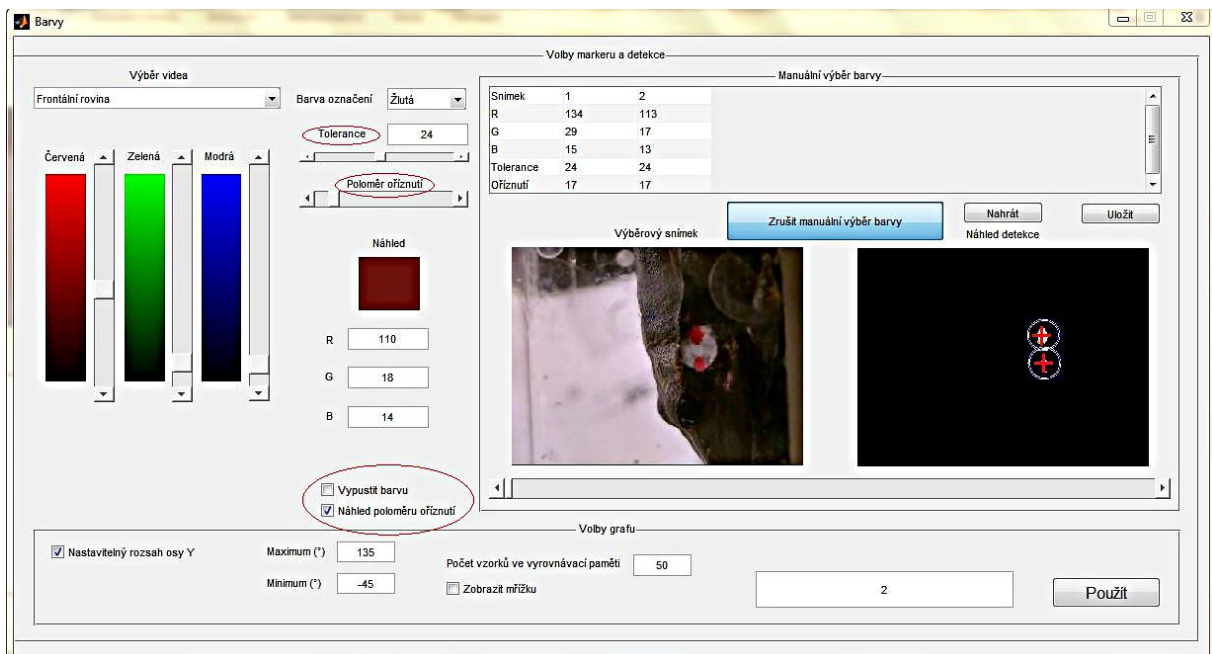 Barvy
Volby markeru a detekce
Výběr videa
Frontální rovina
Barva označení Žlutá
Tolerance 24
Poloměr oříznutí
Červená Zelená Modrá
Náhled
R 110
G 18
B 14
Vypustit barvu
Náhled poloměru oříznutí
Manuální výběr barvy
Snimek 1 2
R 134 113
G 29 17
B 15 13
Tolerance 24 24
Oříznutí 17 17
Zrušit manuální výběr barvy
Nahrát
Uložit
Výběrový snímek
Náhled detekce
Volby grafu
Nastavitelný rozsah osy Y
Maximum (°) 135
Minimum (°) -45
Počet vzorků ve vyrovnávací paměti 50
Zobrazit mřížku
2
Použít